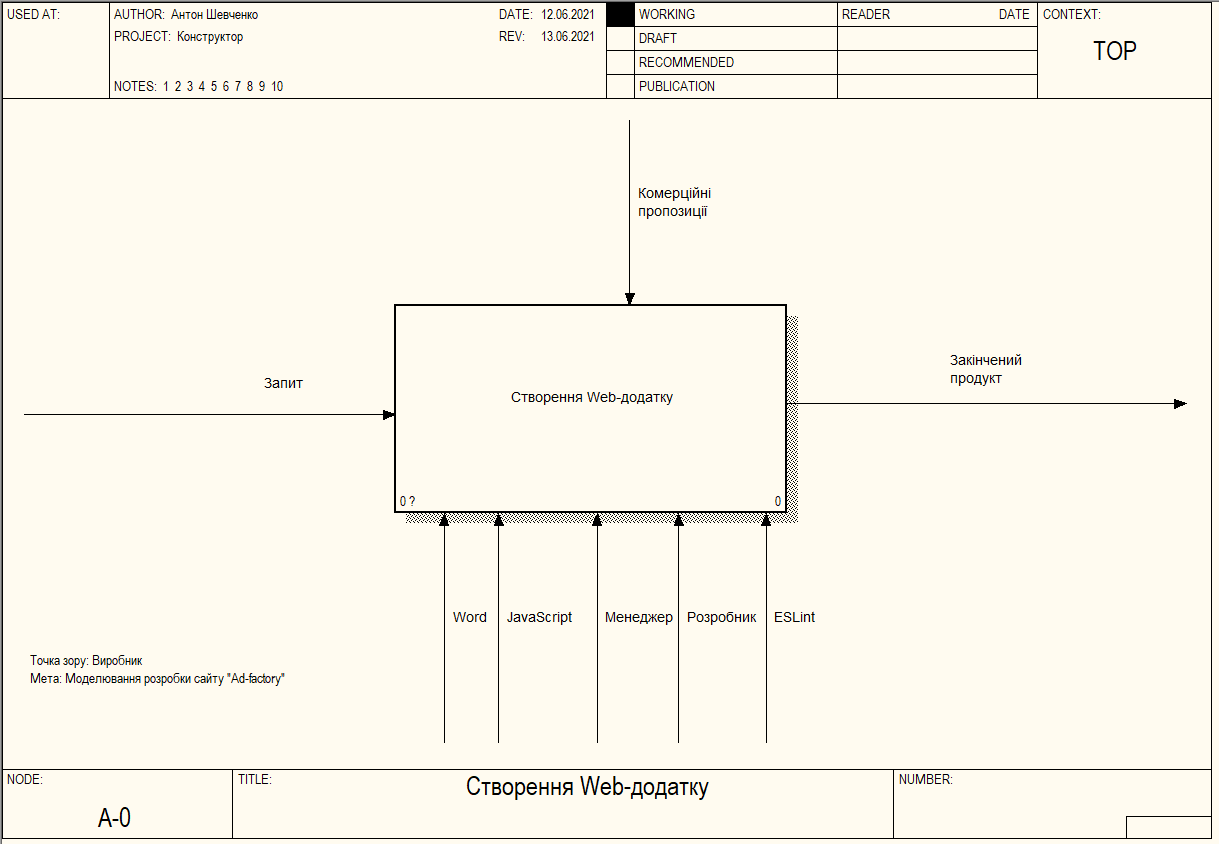 USED AT:
AUTHOR: Антон Шевченко
DATE: 12.06.2021
PROJECT: Конструктор
REV: 13.06.2021
NOTES: 1 2 3 4 5 6 7 8 9 10
WORKING
DRAFT
RECOMMENDED
PUBLICATION
READER DATE
CONTEXT:
TOP
Комерційні
пропозиції
Запит
Створення Web-додатку
Закінчений
продукт
0 ?
0
Word
JavaScript
Менеджер
Розробник
ESLint
Точка зору: Виробник
Мета: Моделювання розробки сайту "Ad-factory"
NODE:
A-0
TITLE:
Створення Web-додатку
NUMBER: